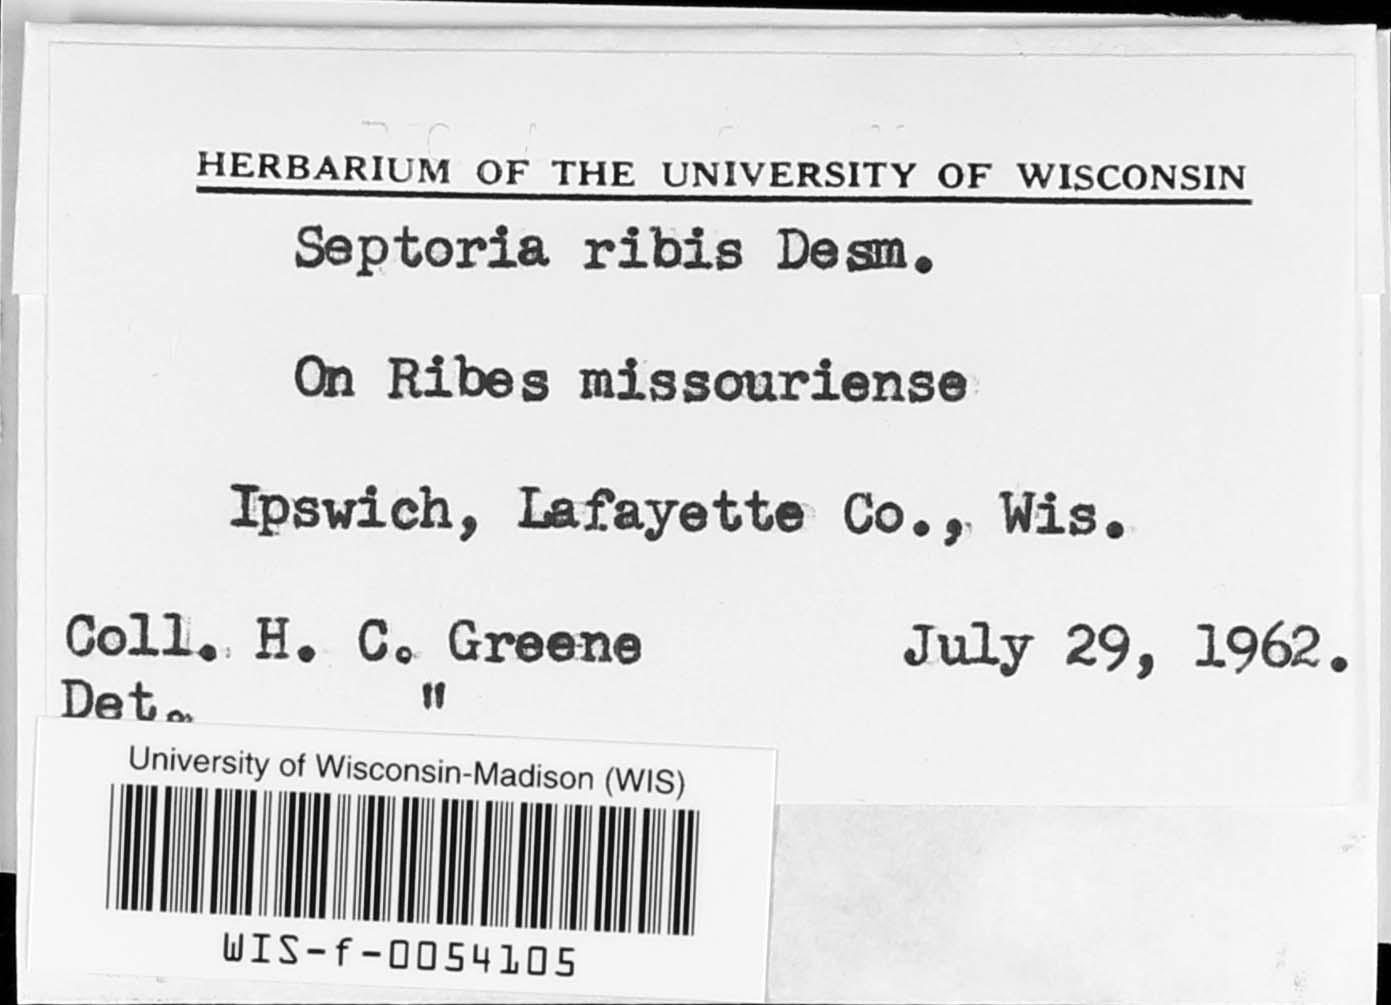 HERBARIUM OF THE UNIVERSITY OF WISCONSIN
Septoria ribis Desm.
On Ribes missouriense
Ipswich, Lafayette Co., Wis.
Coll. H. C. Greene July 29, 1962.
Det. "
University of Wisconsin-Madison (WIS)
WIS-f-0054105